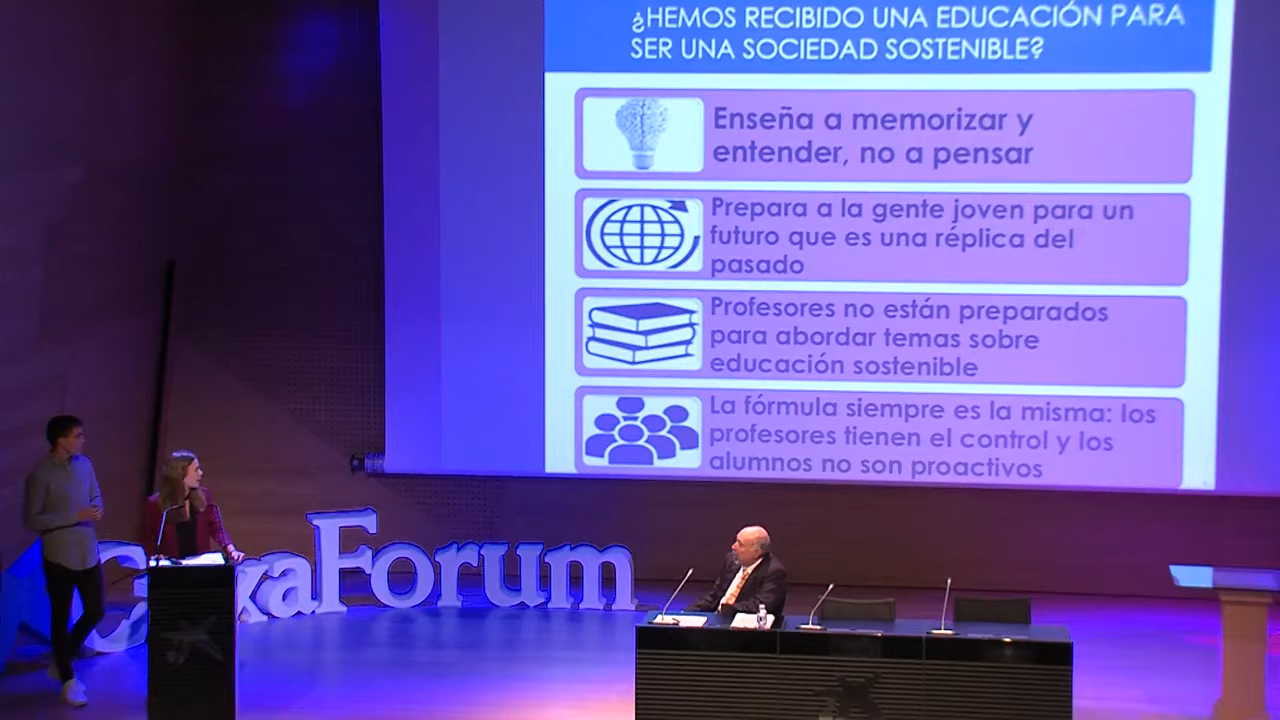 ¿HEMOS RECIBIDO UNA EDUCACIÓN PARA
SER UNA SOCIEDAD SOSTENIBLE?
Enseña a memorizar y
entender, no a pensar
Prepara a la gente joven para un
futuro que es una réplica del
pasado
Profesores no están preparados
para abordar temas sobre
educación sostenible
La fórmula siempre es la misma: los
profesores tienen el control y los
alumnos no son proactivos
CaixaForum